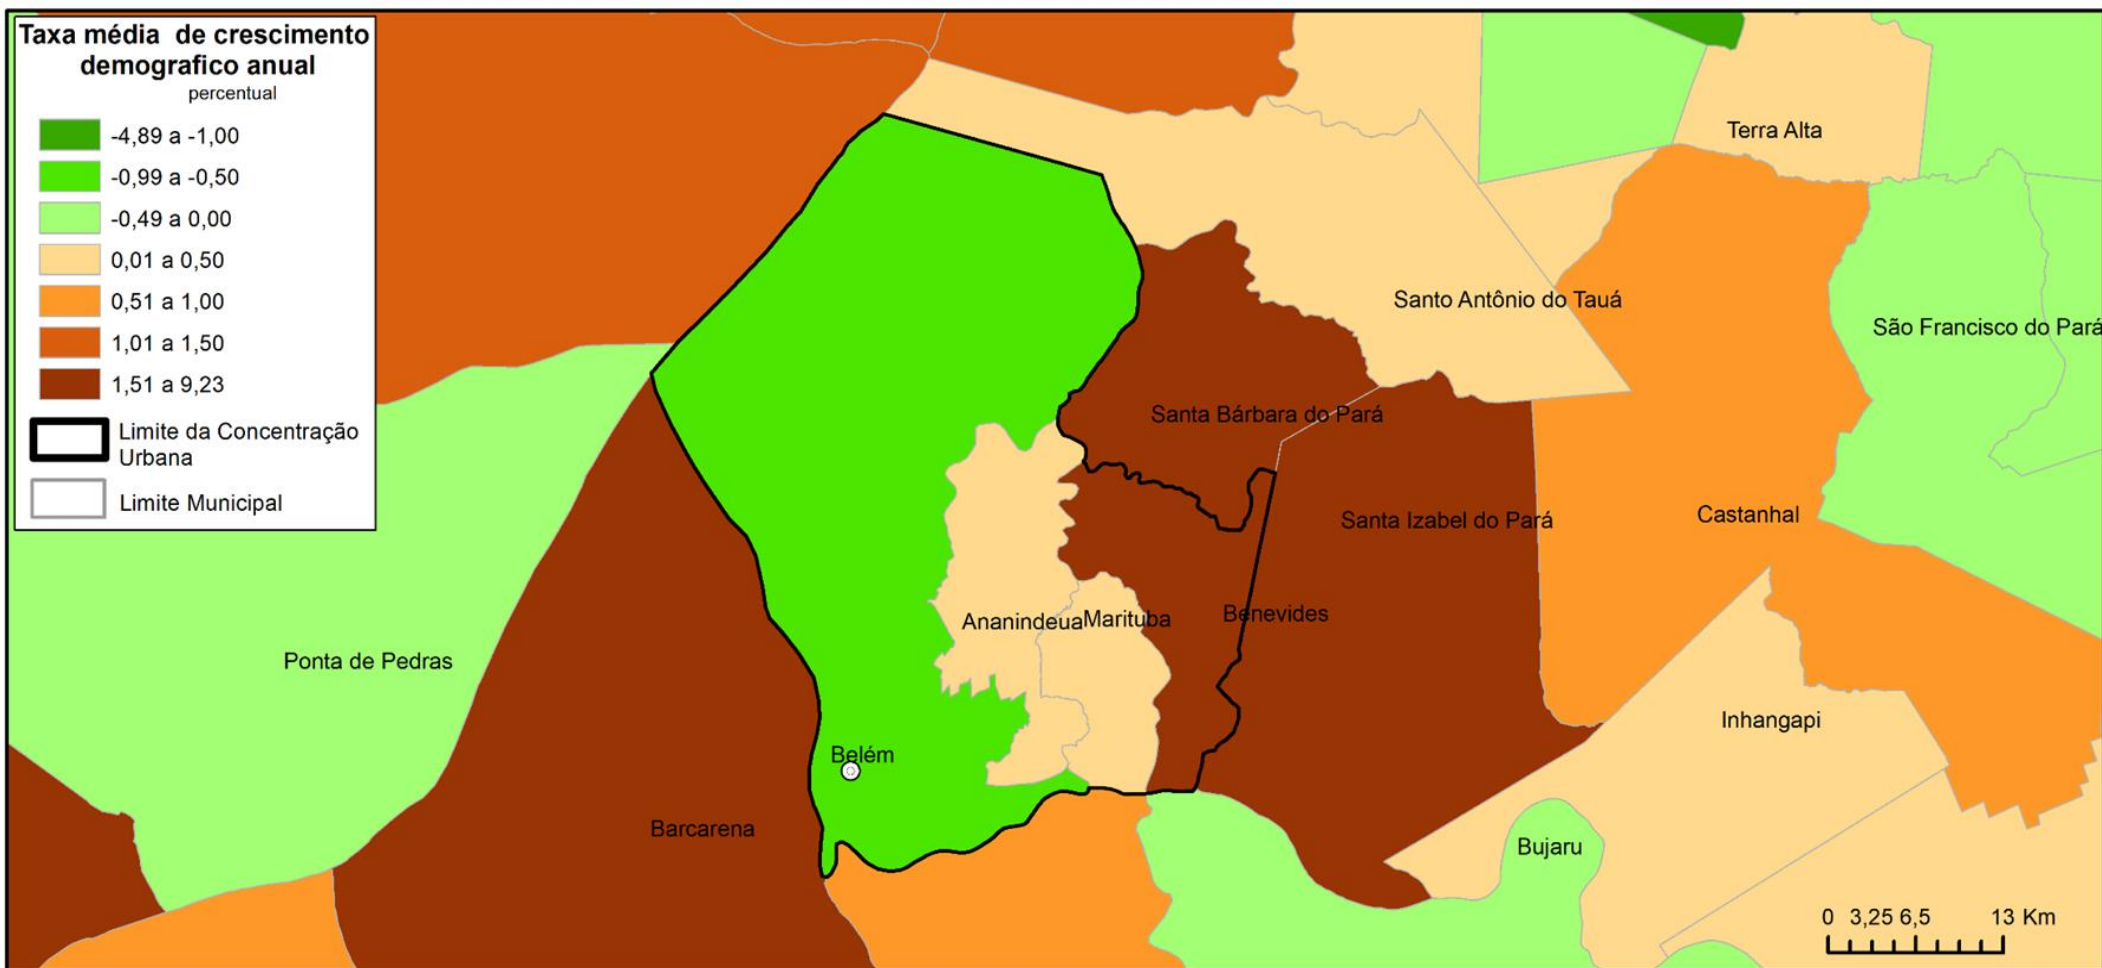 Taxa média de crescimento
demografico anual
percentual
-4,89 a -1,00
-0,99 a -0,50
-0,49 a 0,00
0,01 a 0,50
0,51 a 1,00
1,01 a 1,50
1,51 a 9,23
Limite da Concentração
Urbana
Limite Municipal
Terra Alta
Santo Antônio do Tauá
São Francisco do Pará
Santa Bárbara do Pará
Santa Izabel do Pará
Castanhal
Ananindeua
Marituba
Benevides
Ponta de Pedras
Inhangapi
Belém
Barcarena
Bujaru
0 3,25 6,5 13 Km